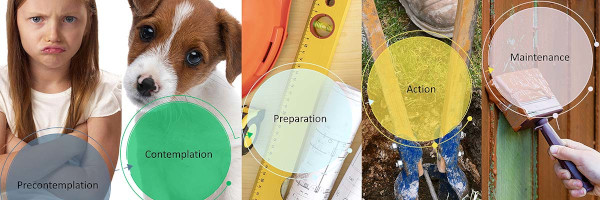 Precontemplation
Contemplation
Preparation
Action
Maintenance